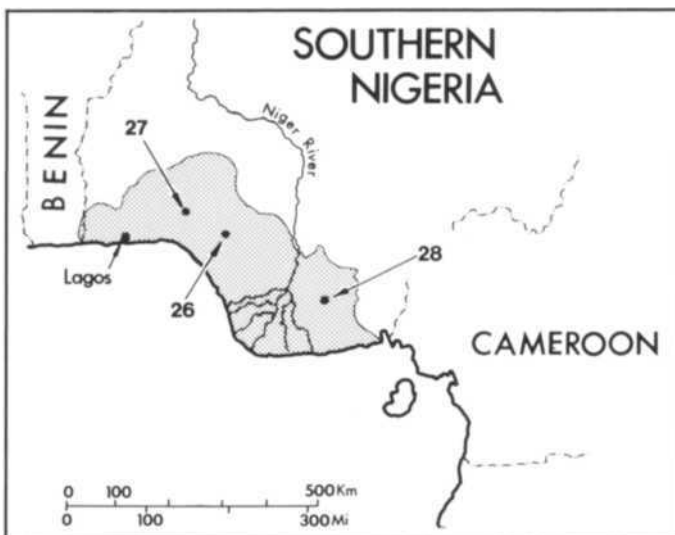 SOUTHERN
NIGERIA
BENIN
27
Niger River
Lagos
26
28
CAMEROON
0 100 500 Km
0 100 300 Mi